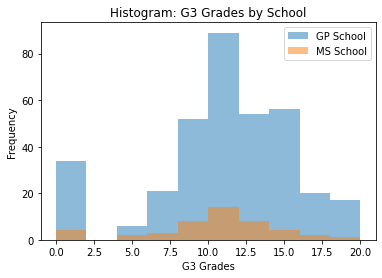 Histogram: G3 Grades by School
GP School
MS School
Frequency
80
60
40
20
0
0.0 2.5 5.0 7.5 10.0 12.5 15.0 17.5 20.0
G3 Grades